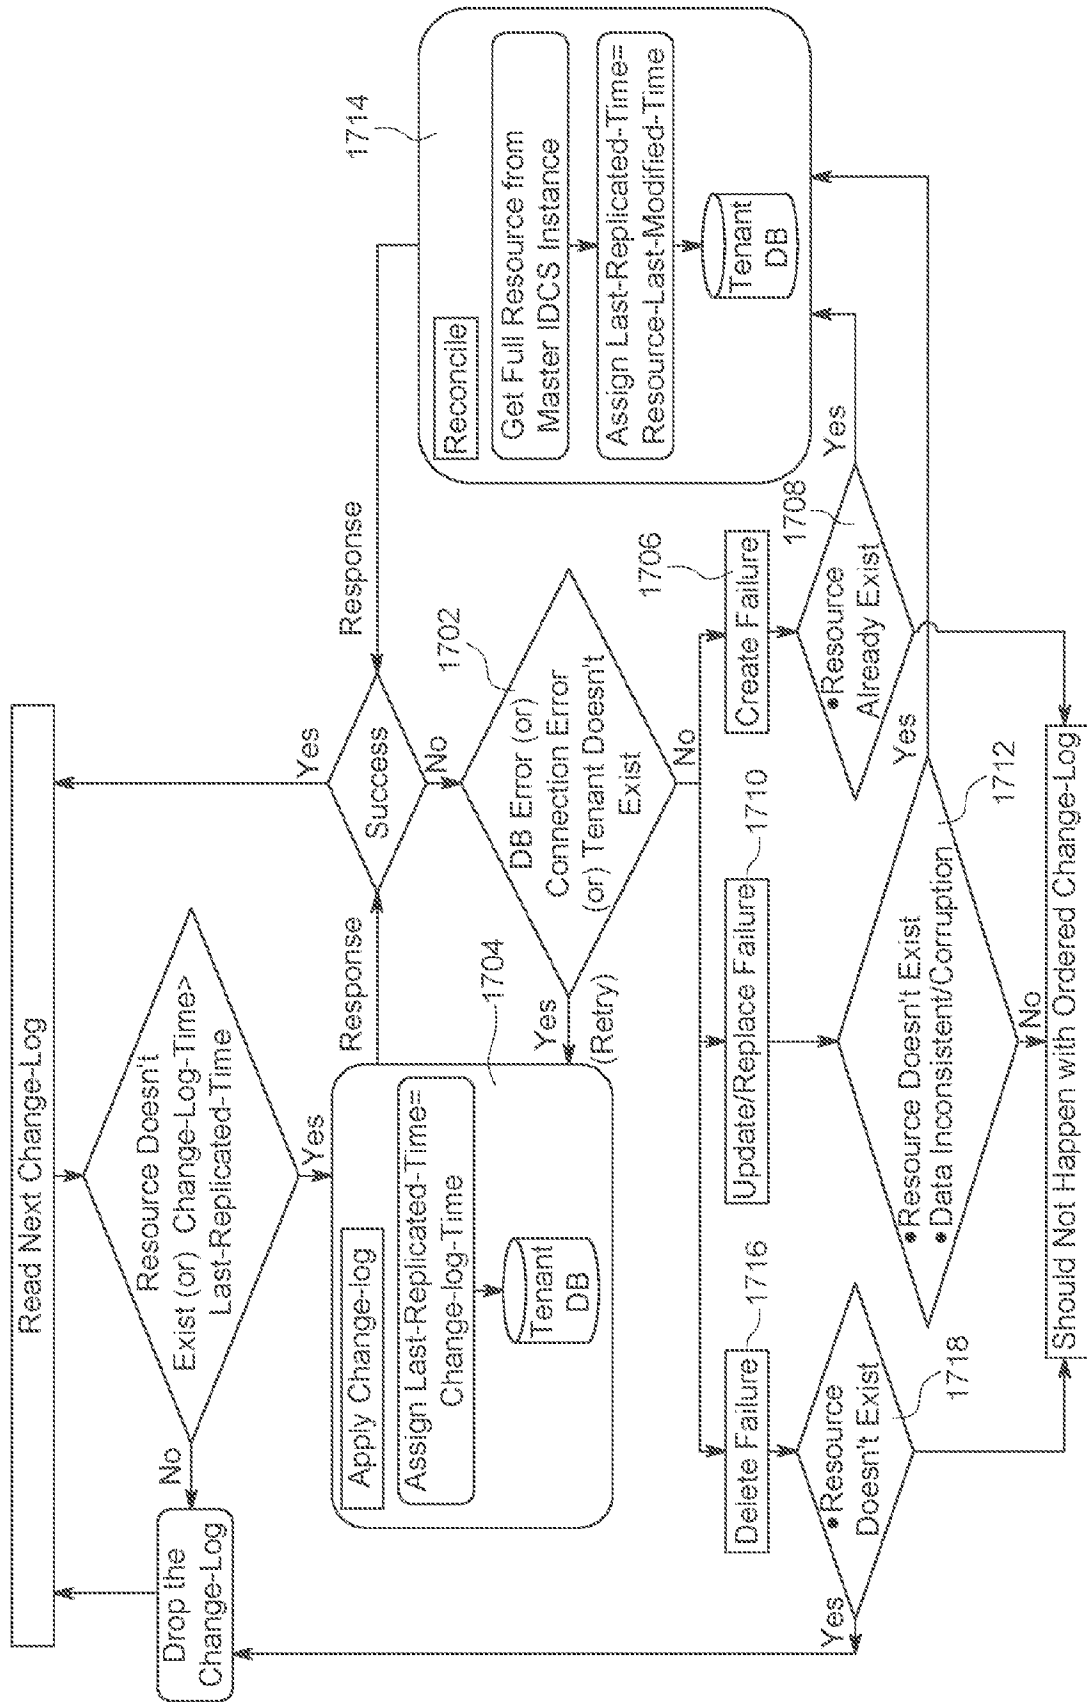 Read Next Change-Log
Drop the
Change-Log
No
Resource Doesn't
Exist (or) Change-Log-Time>
Last-Replicated-Time
Yes
Apply Change-log
Assign Last-Replicated-Time=
Change-log-Time
Tenant
DB
1704
Response
Success
Yes
No
Response
1702
DB Error (or)
Connection Error
(or) Tenant Doesn't
Exist
Yes
(Retry)
No
1714
Reconcile
Get Full Resource from
Master IDCS Instance
Assign Last-Replicated-Time=
Resource-Last-Modified-Time
Tenant
DB
Delete Failure
1716
Update/Replace Failure
1710
Create Failure
1706
•Resource
Doesn't Exist
1718
Yes
•Resource Doesn't Exist
•Data Inconsistent/Corruption
1712
Yes
No
•Resource
Already Exist
1708
Yes
Should Not Happen with Ordered Change-Log